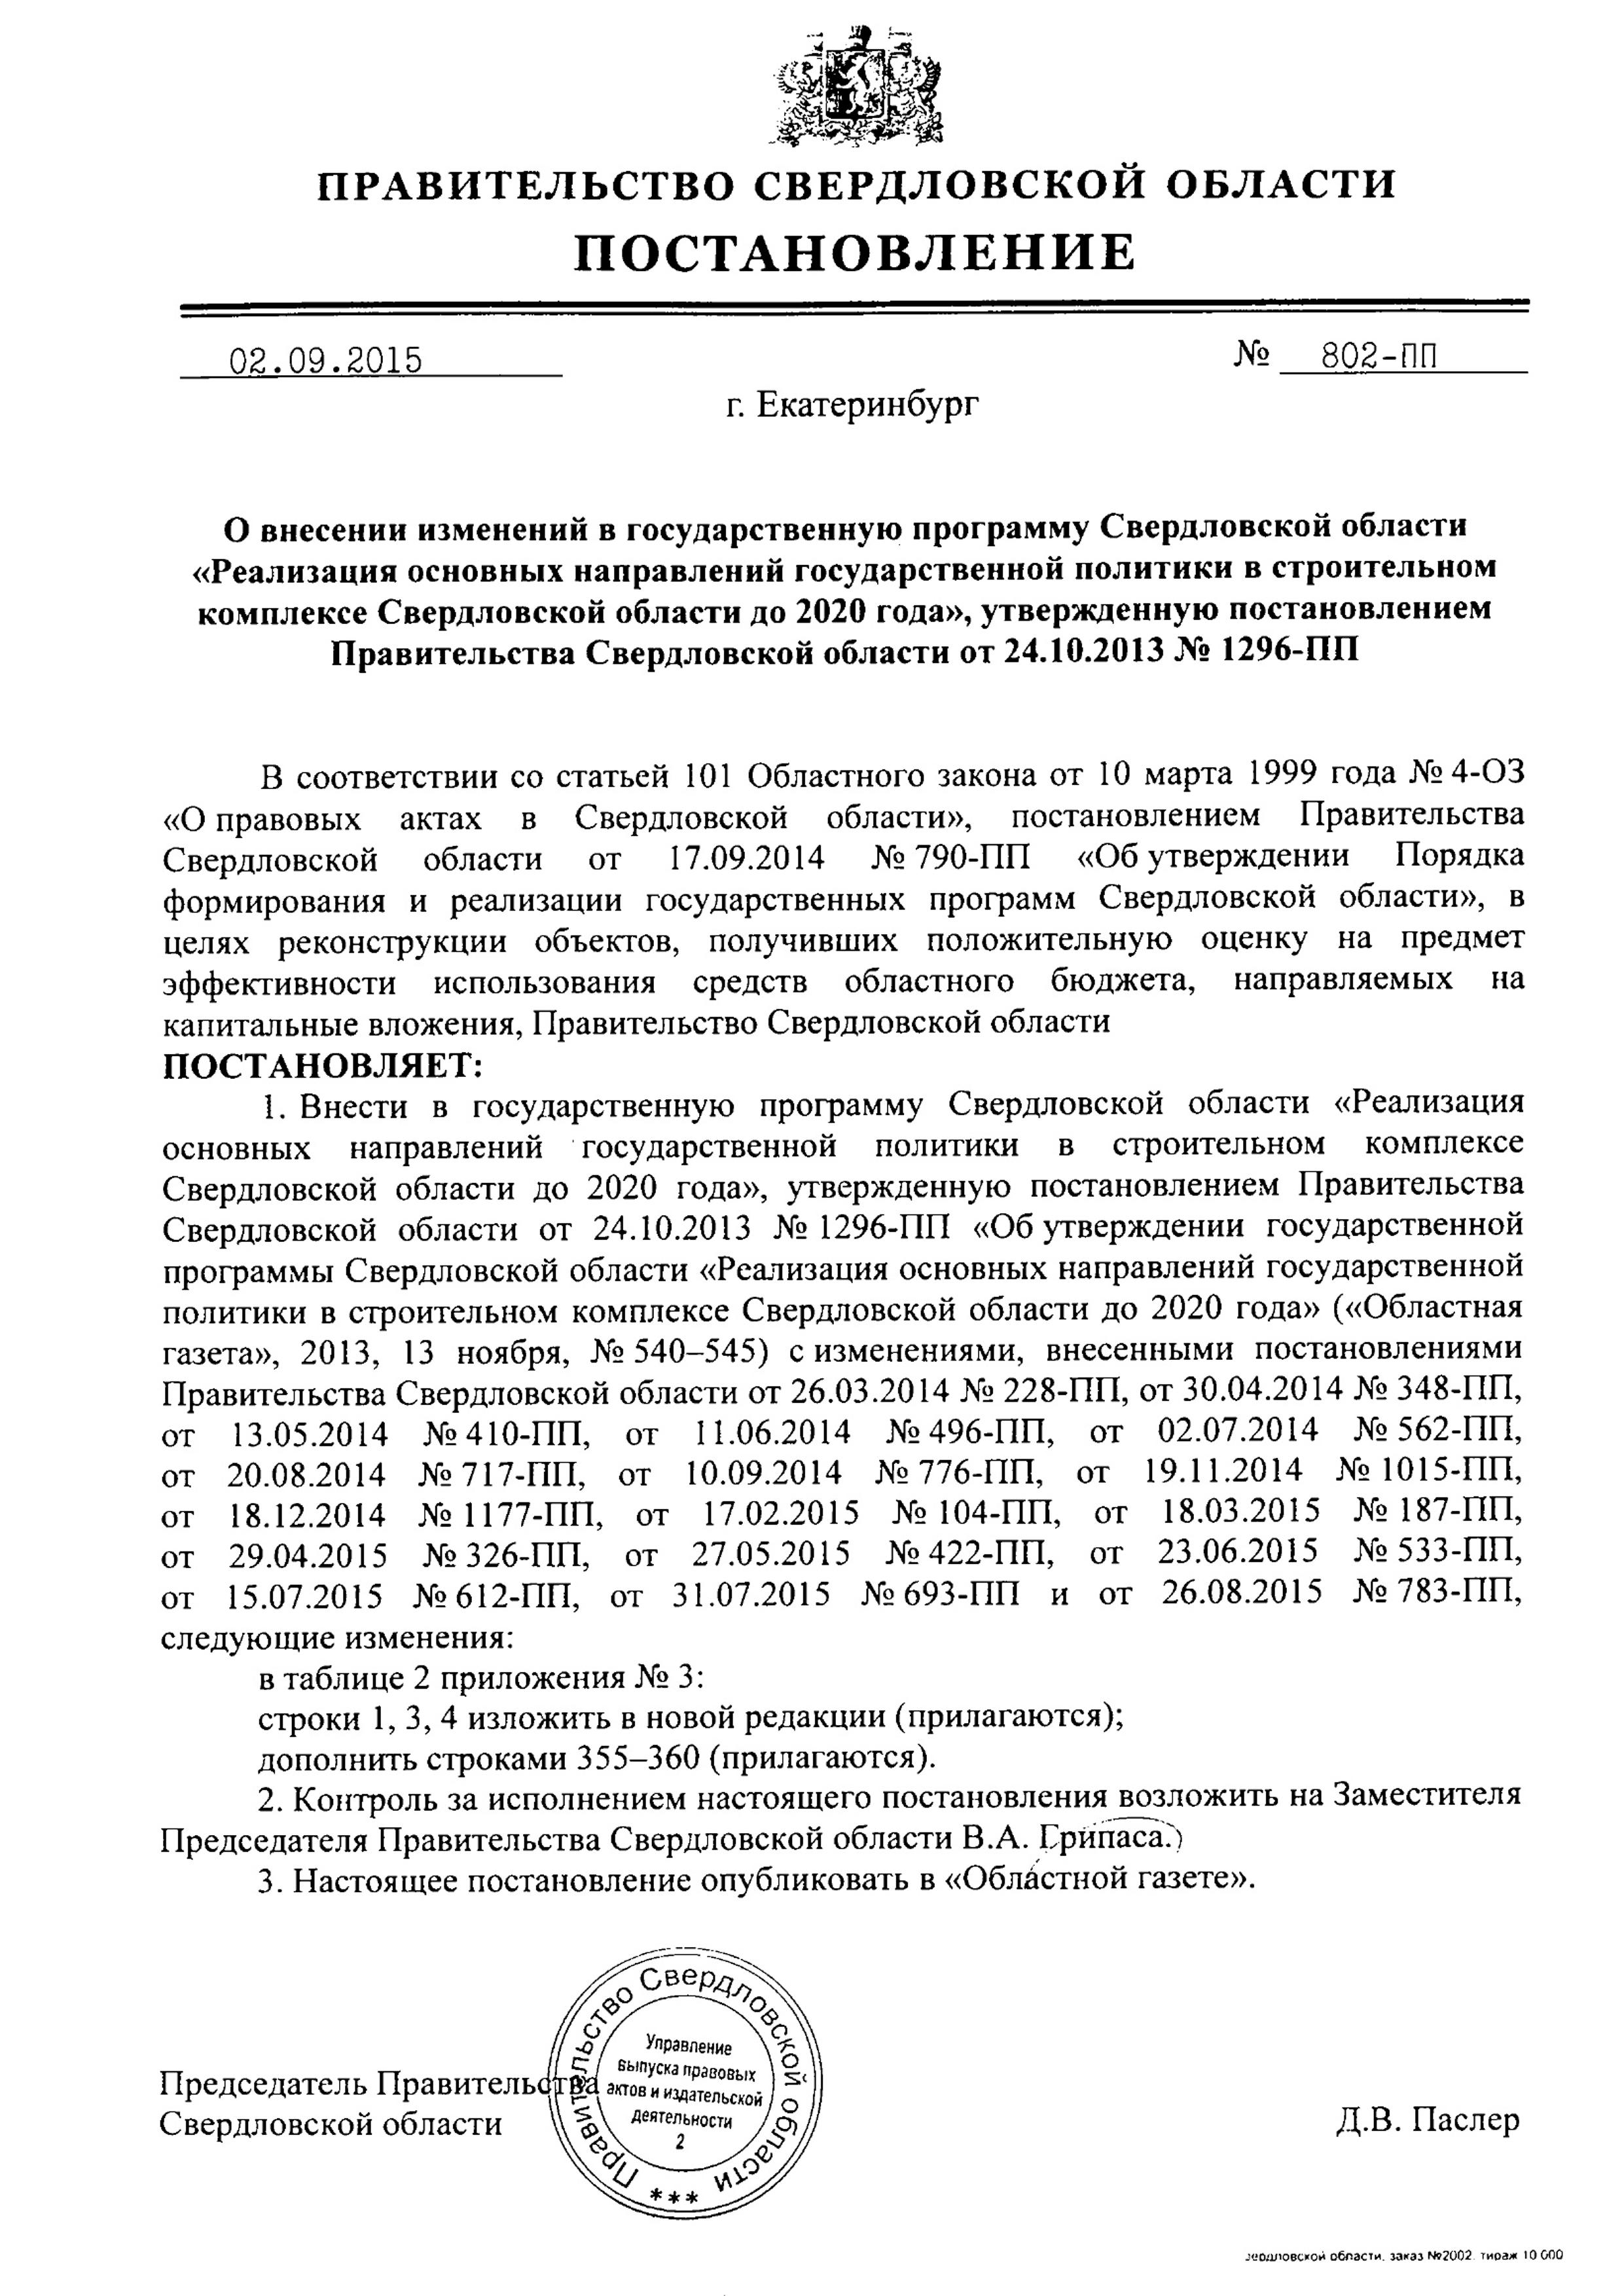 ПРАВИТЕЛЬСТВО СВЕРДЛОВСКОЙ ОБЛАСТИ
ПОСТАНОВЛЕНИЕ
02.09.2015 № 802-ПП
г. Екатеринбург
О внесении изменений в государственную программу Свердловской области
«Реализация основных направлений государственной политики в строительном
комплексе Свердловской области до 2020 года», утвержденную постановлением
Правительства Свердловской области от 24.10.2013 № 1296-ПП
В соответствии со статьей 101 Областного закона от 10 марта 1999 года № 4-ОЗ
«О правовых актах в Свердловской области», постановлением Правительства
Свердловской области от 17.09.2014 № 790-ПП «Об утверждении Порядка
формирования и реализации государственных программ Свердловской области», в
целях реконструкции объектов, получивших положительную оценку на предмет
эффективности использования средств областного бюджета, направляемых на
капитальные вложения, Правительство Свердловской области
ПОСТАНОВЛЯЕТ:
1. Внести в государственную программу Свердловской области «Реализация
основных направлений государственной политики в строительном комплексе
Свердловской области до 2020 года», утвержденную постановлением Правительства
Свердловской области от 24.10.2013 № 1296-ПП «Об утверждении государственной
программы Свердловской области «Реализация основных направлений государственной
политики в строительном комплексе Свердловской области до 2020 года» («Областная
газета», 2013, 13 ноября, № 540–545) с изменениями, внесенными постановлениями
Правительства Свердловской области от 26.03.2014 № 228-ПП, от 30.04.2014 № 348-ПП,
от 13.05.2014 № 410-ПП, от 11.06.2014 № 496-ПП, от 02.07.2014 № 562-ПП,
от 20.08.2014 № 717-ПП, от 10.09.2014 № 776-ПП, от 19.11.2014 № 1015-ПП,
от 18.12.2014 № 1177-ПП, от 17.02.2015 № 104-ПП, от 18.03.2015 № 187-ПП,
от 29.04.2015 № 326-ПП, от 27.05.2015 № 422-ПП, от 23.06.2015 № 533-ПП,
от 15.07.2015 № 612-ПП, от 31.07.2015 № 693-ПП и от 26.08.2015 № 783-ПП,
следующие изменения:
в таблице 2 приложения № 3:
строки 1, 3, 4 изложить в новой редакции (прилагаются);
дополнить строками 355–360 (прилагаются).
2. Контроль за исполнением настоящего постановления возложить на Заместителя
Председателя Правительства Свердловской области В.А. Грипаса.
3. Настоящее постановление опубликовать в «Областной газете».
Председатель Правительства
Свердловской области Д.В. Паслер
Правительство Свердловской области ***
Управление
выпуска правовых
актов и издательской
деятельности
2
области, заказ №2002. тираж 10 000